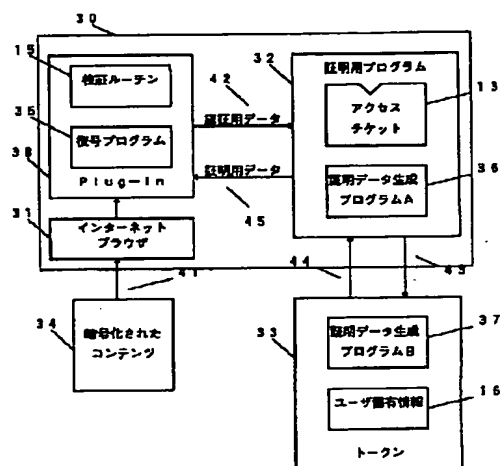 30
15
検証ルーチン
42
32
証明用プログラム
13
アクセス
チケット
35
復号プログラム
認証用データ
38
Plug-in
証明用データ
証明データ生成
プログラムA
36
31
インターネット
ブラウザ
45
44
43
41
34
暗号化された
コンテンツ
33
証明データ生成
プログラムB
37
ユーザ固有情報
16
トークン